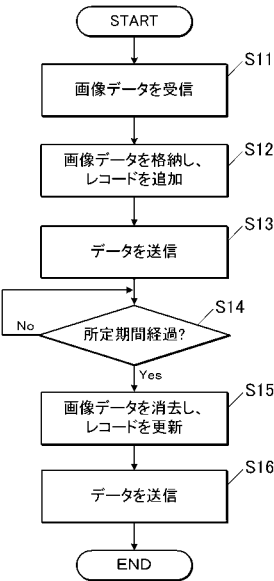 START
S11
画像データを受信
S12
画像データを格納し、
レコードを追加
S13
データを送信
S14
所定期間経過?
No
Yes
S15
画像データを消去し、
レコードを更新
S16
データを送信
END